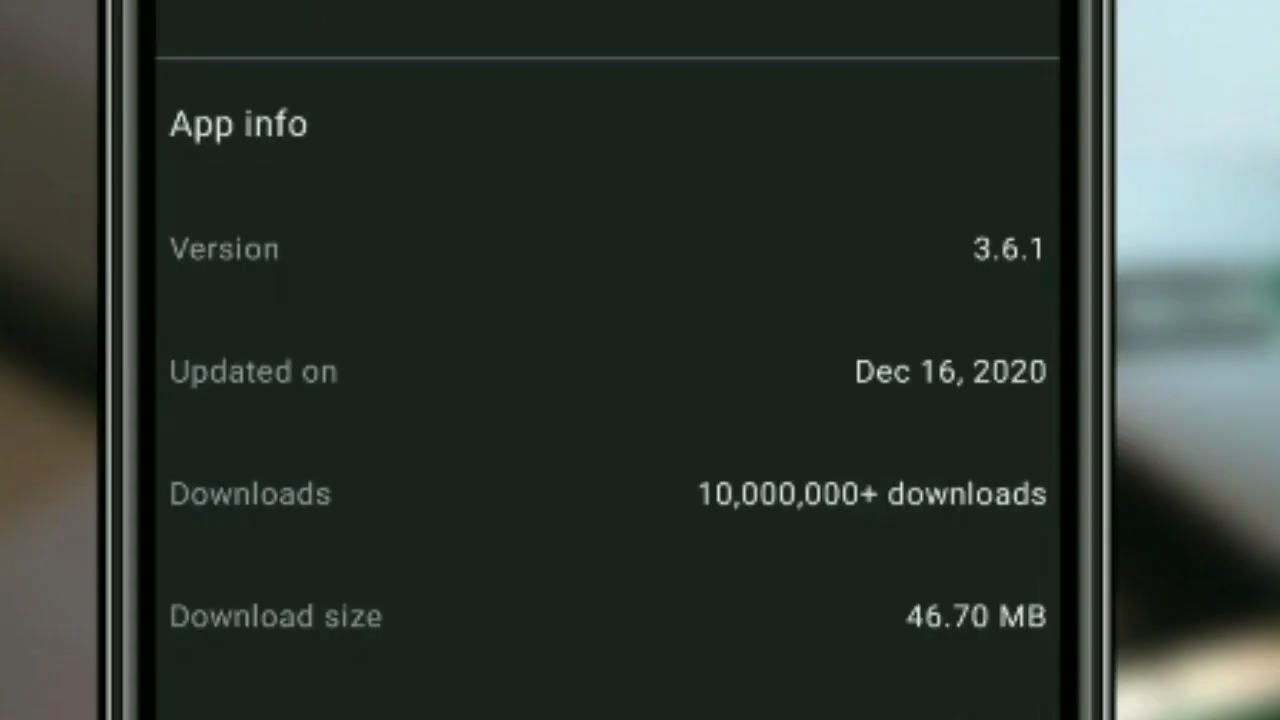 App info
Version 3.6.1
Updated on Dec 16, 2020
Downloads 10,000,000+ downloads
Download size 46.70 MB